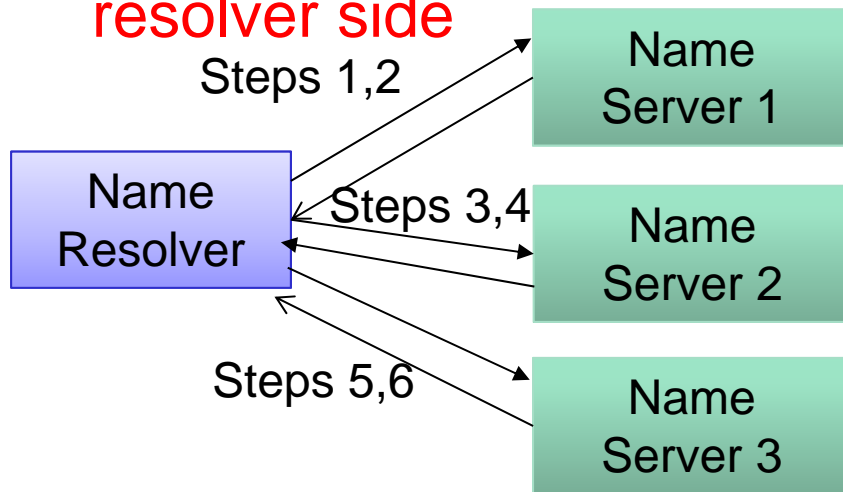 resolver side
Steps 1,2
Name
Server 1
Name
Resolver
Steps 3,4
Name
Server 2
Steps 5,6
Name
Server 3